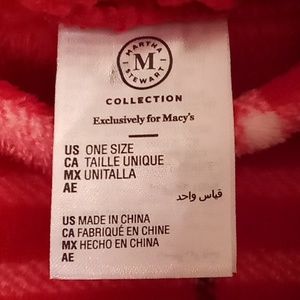 MARTHA
M
STEWART
COLLECTION
Exclusively for Macy's
US ONE SIZE
CA TAILLE UNIQUE
MX UNITALLA
AE
قياس واحد
US MADE IN CHINA
CA FABRIQUÉ EN CHINE
MX HECHO EN CHINA
AE